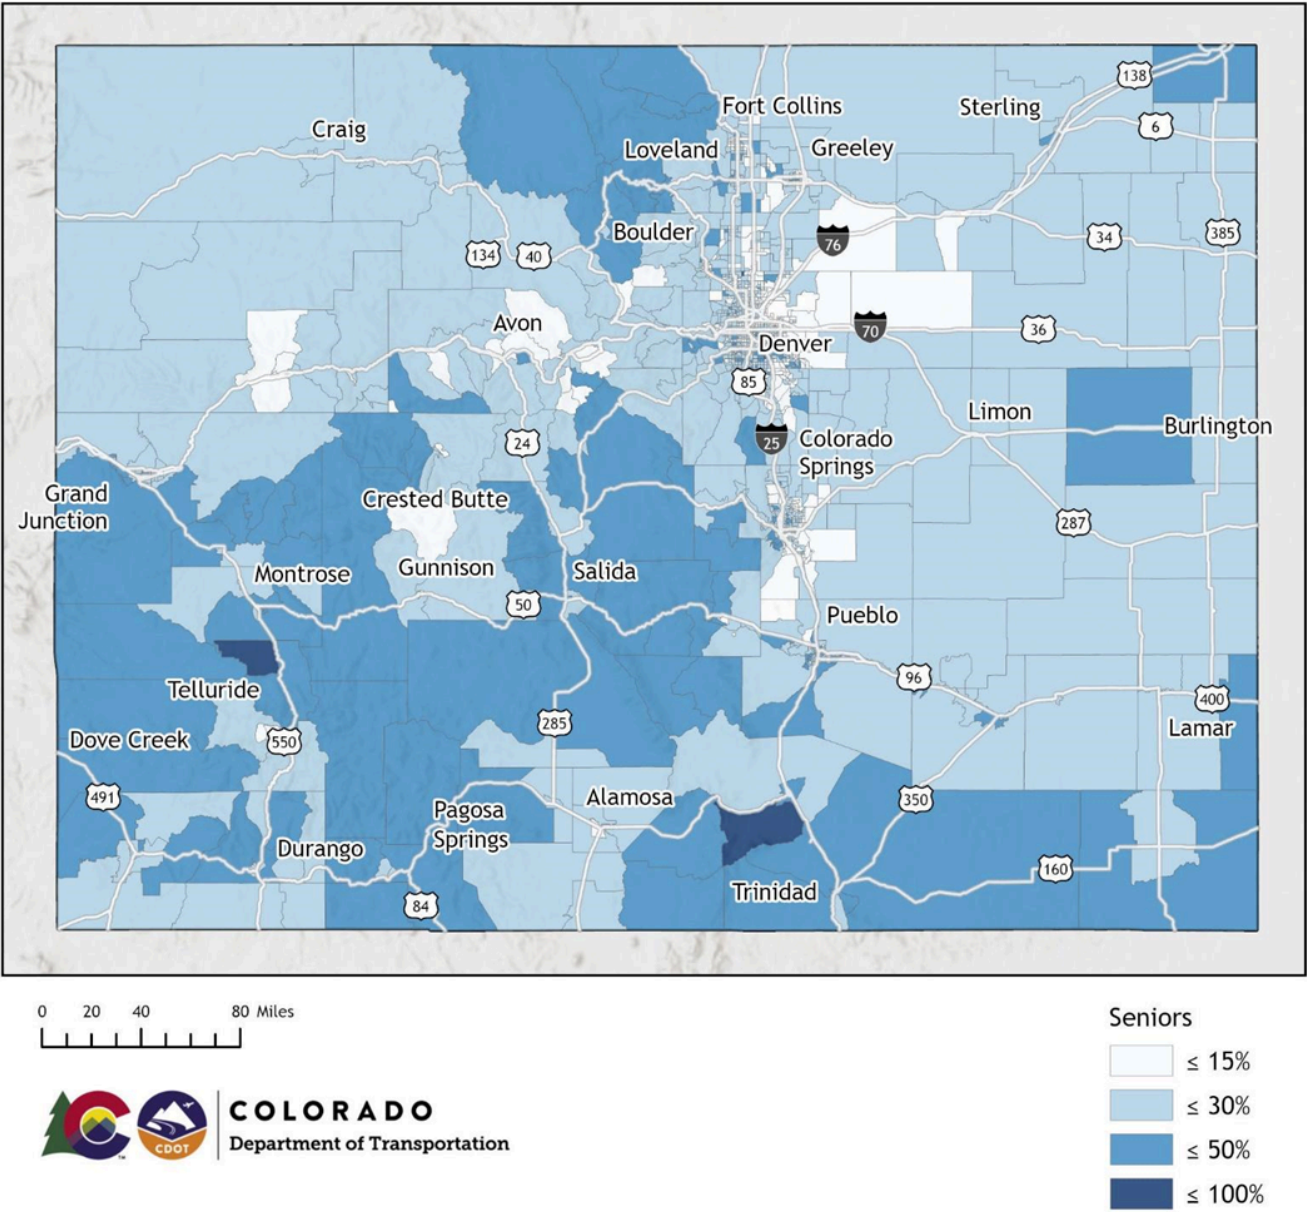 138
Fort Collins
Sterling
6
Craig
Loveland
Greeley
Boulder
76
34
385
134
40
Avon
70
36
Denver
85
Limon
Burlington
24
25
Colorado
Springs
Grand
Junction
Crested Butte
287
Montrose
Gunnison
Salida
50
Pueblo
96
Telluride
400
Lamar
Dove Creek
550
285
491
Alamosa
350
Pagosa
Springs
Durango
160
Trinidad
84
0 20 40 80 Miles
Seniors
≤ 15%
≤ 30%
≤ 50%
≤ 100%
CDOT
TM
COLORADO
Department of Transportation